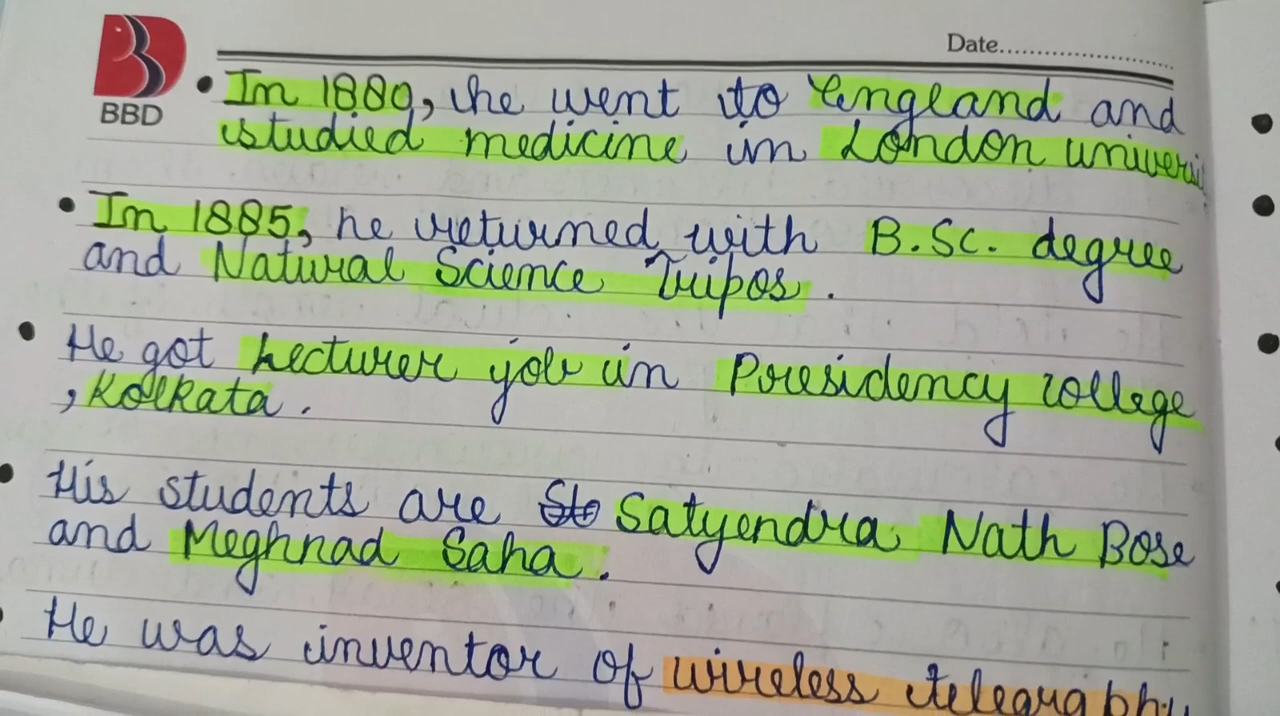 Date
BBD
• In 1880, he went to England and
studied medicine in London universi
• In 1885, he returned with B.Sc. degree
and Natural Science Tripos.
• He got Lecturer job in Presidency college
, Kolkata.
• His students are Satyendra Nath Bose
and Meghnad Saha.
He was inventor of wireless telegraphy